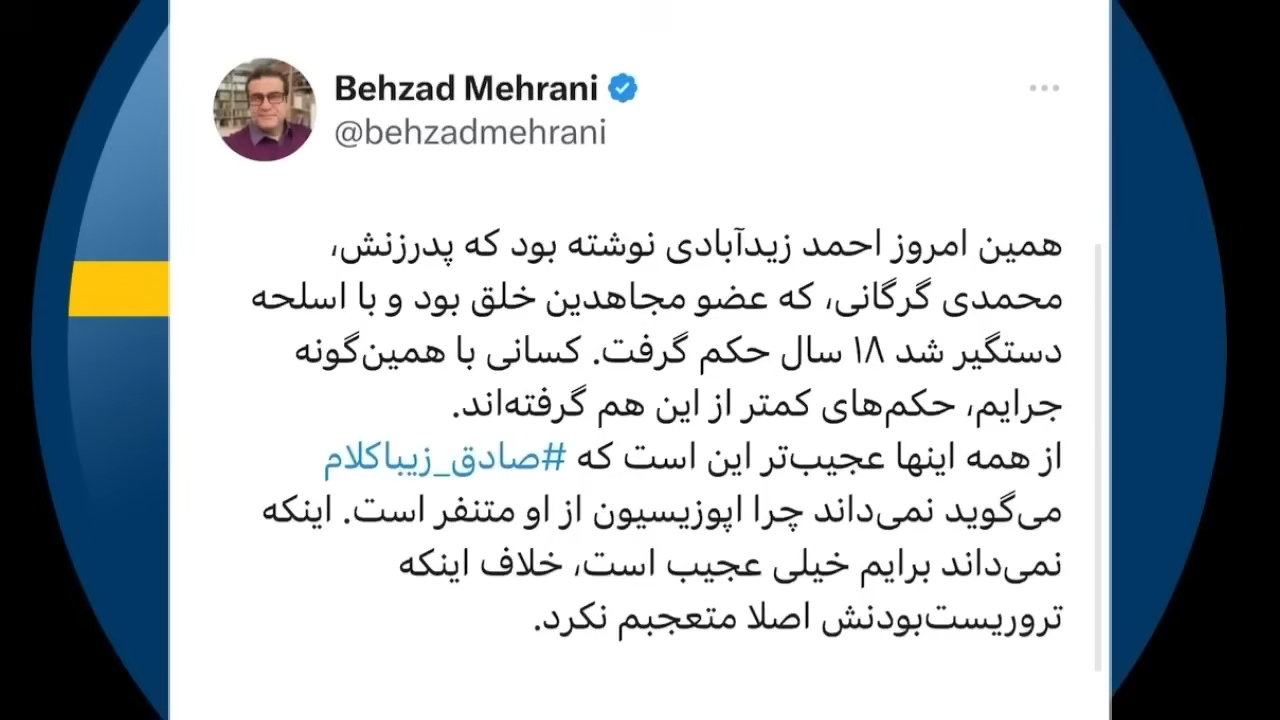 Behzad Mehrani
@behzadmehrani
همین امروز احمد زیدآبادی نوشته بود که پدرزنش،
محمدی گرگانی، که عضو مجاهدین خلق بود و با اسلحه
دستگیر شد ۱۸ سال حکم گرفت. کسانی با همین‌گونه
جرایم، حکم‌های کمتر از این هم گرفته‌اند.
از همه اینها عجیب‌تر این است که #صادق_زیباکلام
می‌گوید نمی‌داند چرا اپوزیسیون از او متنفر است. اینکه
نمی‌داند برایم خیلی عجیب است، خلاف اینکه
تروریست‌بودنش اصلا متعجبم نکرد.